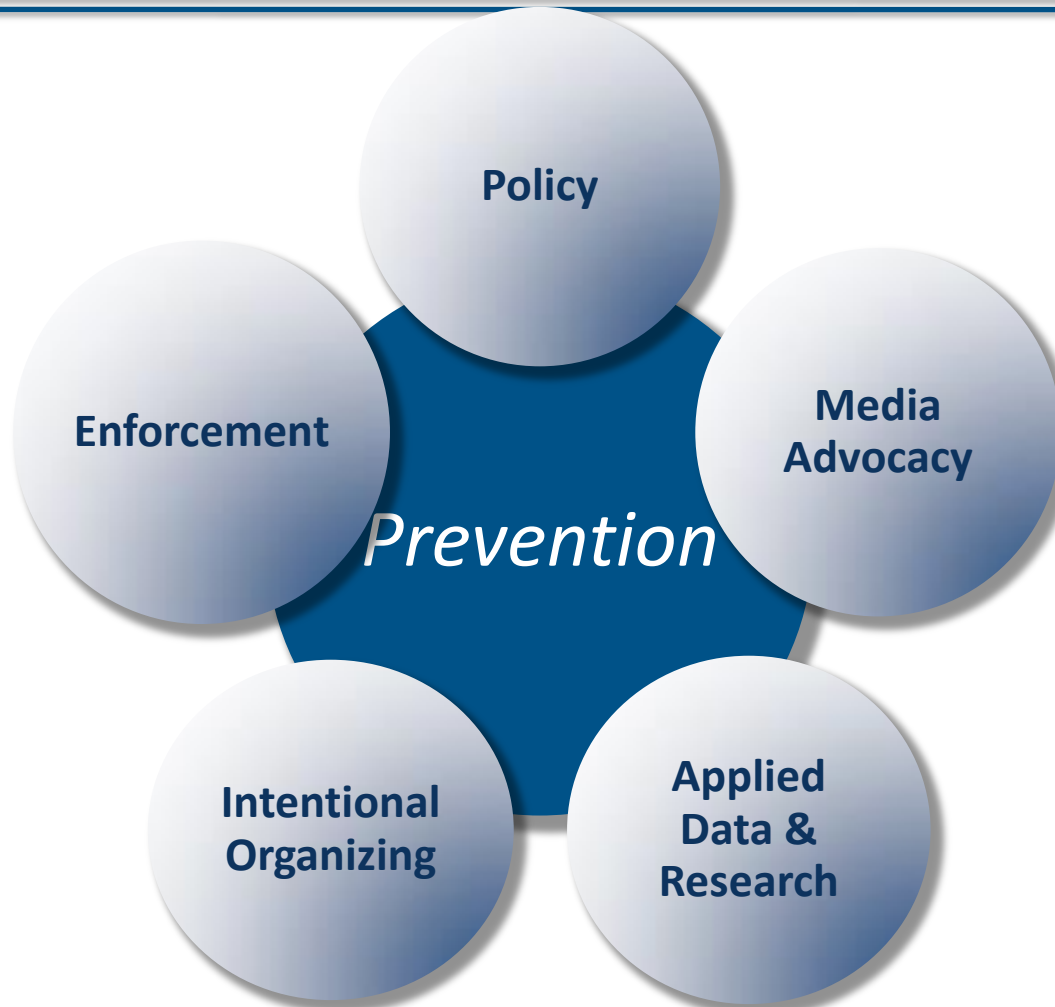 Policy
Media
Advocacy
Enforcement
Prevention
Applied
Data &
Research
Intentional
Organizing